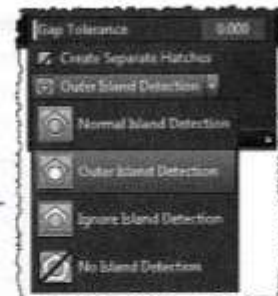 Gap Tolerance 0.000
Create Separate Hatches
Outer Island Detection
Normal Island Detection
Outer Island Detection
Ignore Island Detection
No Island Detection